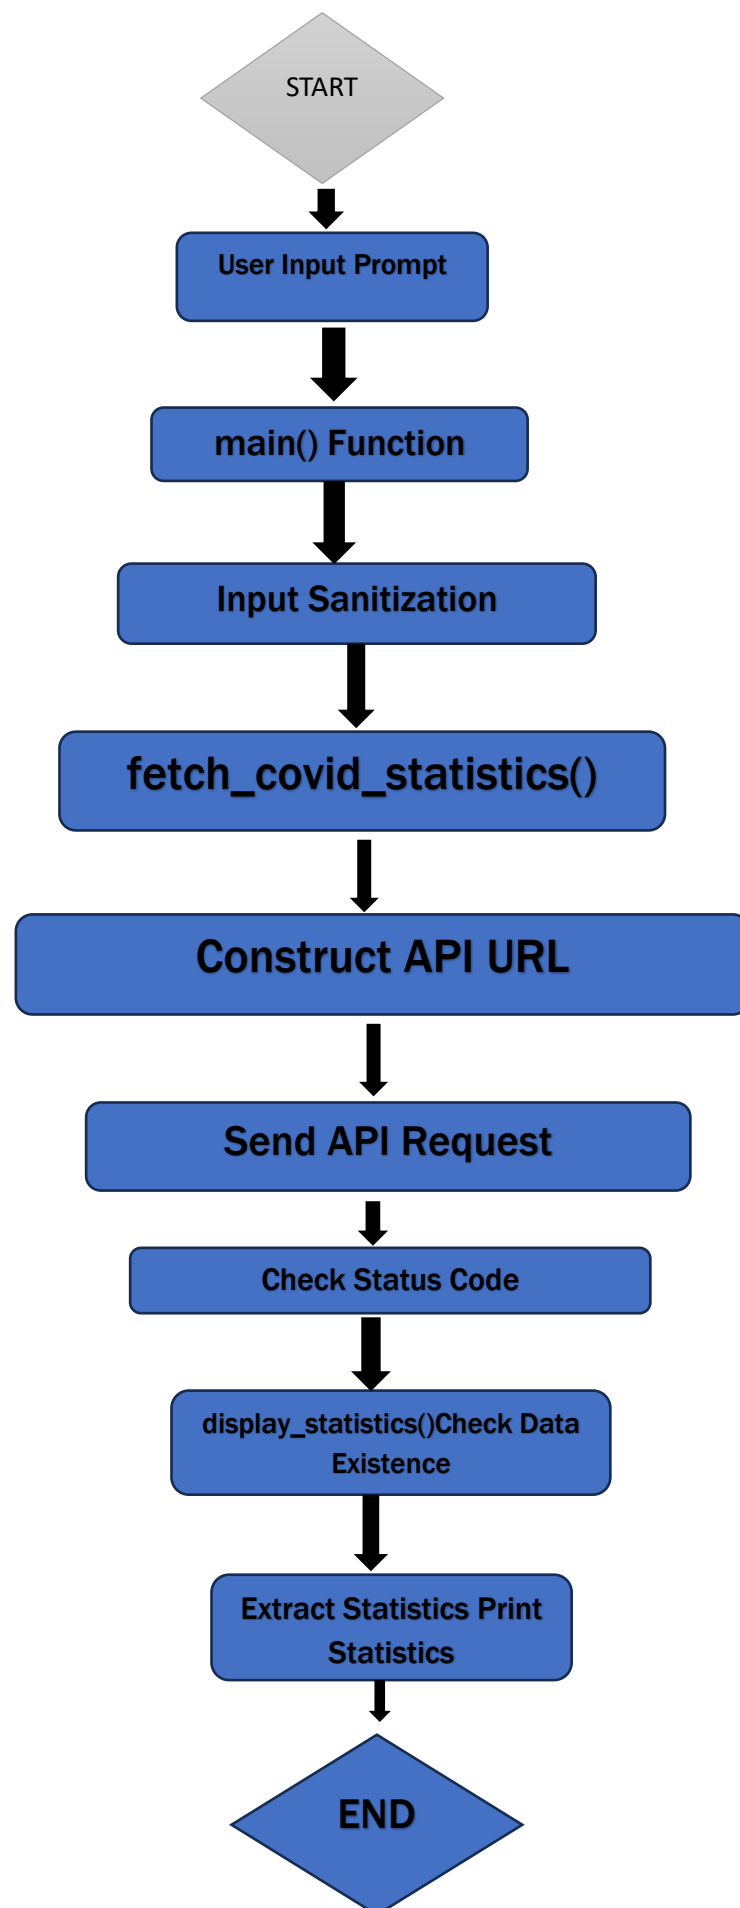 START
User Input Prompt
main() Function
Input Sanitization
fetch_covid_statistics()
Construct API URL
Send API Request
Check Status Code
display_statistics()Check Data
Existence
Extract Statistics Print
Statistics
END